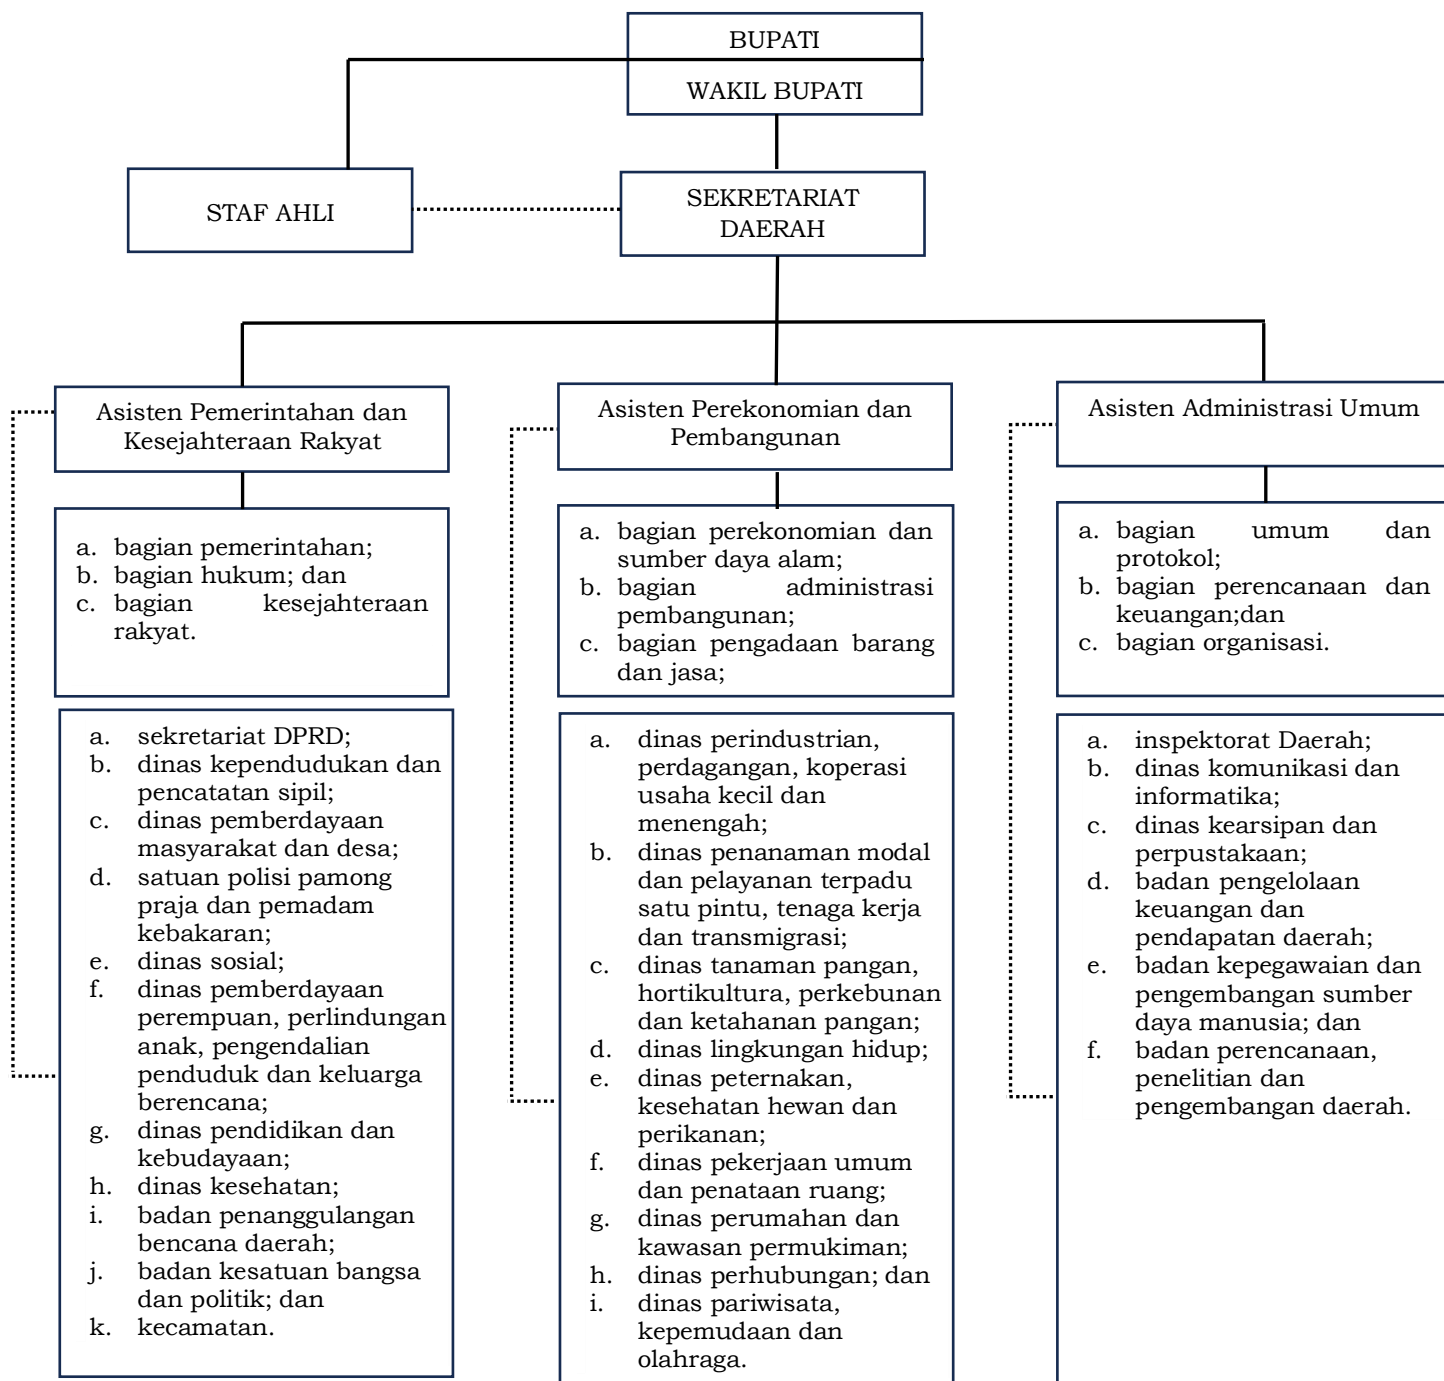 BUPATI
WAKIL BUPATI
STAF AHLI
SEKRETARIAT
DAERAH
Asisten Pemerintahan dan
Kesejahteraan Rakyat
Asisten Perekonomian dan
Pembangunan
Asisten Administrasi Umum
a. bagian pemerintahan;
b. bagian hukum; dan
c. bagian kesejahteraan
rakyat.
a. bagian perekonomian dan
sumber daya alam;
b. bagian administrasi
pembangunan;
c. bagian pengadaan barang
dan jasa;
a. bagian umum dan
protokol;
b. bagian perencanaan dan
keuangan;dan
c. bagian organisasi.
a. sekretariat DPRD;
b. dinas kependudukan dan
pencatatan sipil;
c. dinas pemberdayaan
masyarakat dan desa;
d. satuan polisi pamong
praja dan pemadam
kebakaran;
e. dinas sosial;
f. dinas pemberdayaan
perempuan, perlindungan
anak, pengendalian
penduduk dan keluarga
berencana;
g. dinas pendidikan dan
kebudayaan;
h. dinas kesehatan;
i. badan penanggulangan
bencana daerah;
j. badan kesatuan bangsa
dan politik; dan
k. kecamatan.
a. dinas perindustrian,
perdagangan, koperasi
usaha kecil dan
menengah;
b. dinas penanaman modal
dan pelayanan terpadu
satu pintu, tenaga kerja
dan transmigrasi;
c. dinas tanaman pangan,
hortikultura, perkebunan
dan ketahanan pangan;
d. dinas lingkungan hidup;
e. dinas peternakan,
kesehatan hewan dan
perikanan;
f. dinas pekerjaan umum
dan penataan ruang;
g. dinas perumahan dan
kawasan permukiman;
h. dinas perhubungan; dan
i. dinas pariwisata,
kepemudaan dan
olahraga.
a. inspektorat Daerah;
b. dinas komunikasi dan
informatika;
c. dinas kearsipan dan
perpustakaan;
d. badan pengelolaan
keuangan dan
pendapatan daerah;
e. badan kepegawaian dan
pengembangan sumber
daya manusia; dan
f. badan perencanaan,
penelitian dan
pengembangan daerah.